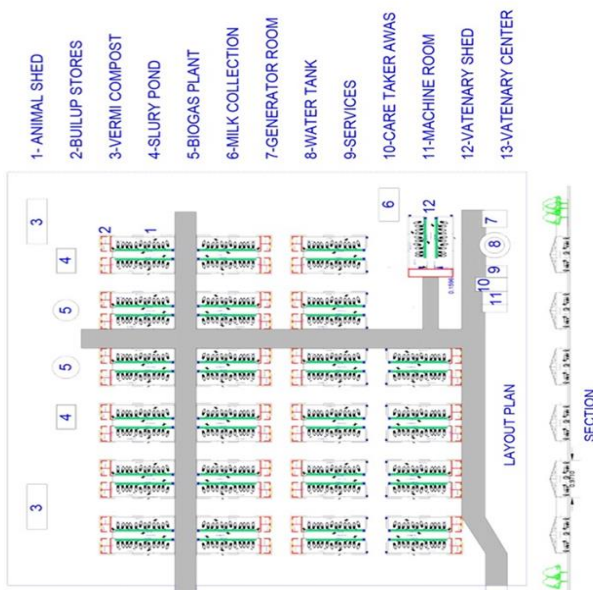 1- ANIMAL SHED
2-BUILUP STORES
3-VERMI COMPOST
4-SLURY POND
5-BIOGAS PLANT
6-MILK COLLECTION
7-GENERATOR ROOM
8-WATER TANK
9-SERVICES
10-CARE TAKER AWAS
11-MACHINE ROOM
12-VATENARY SHED
13-VATENARY CENTER
3
4
5
5
4
3
2
1
6
12
7
8
9
10
11
LAYOUT PLAN
SECTION